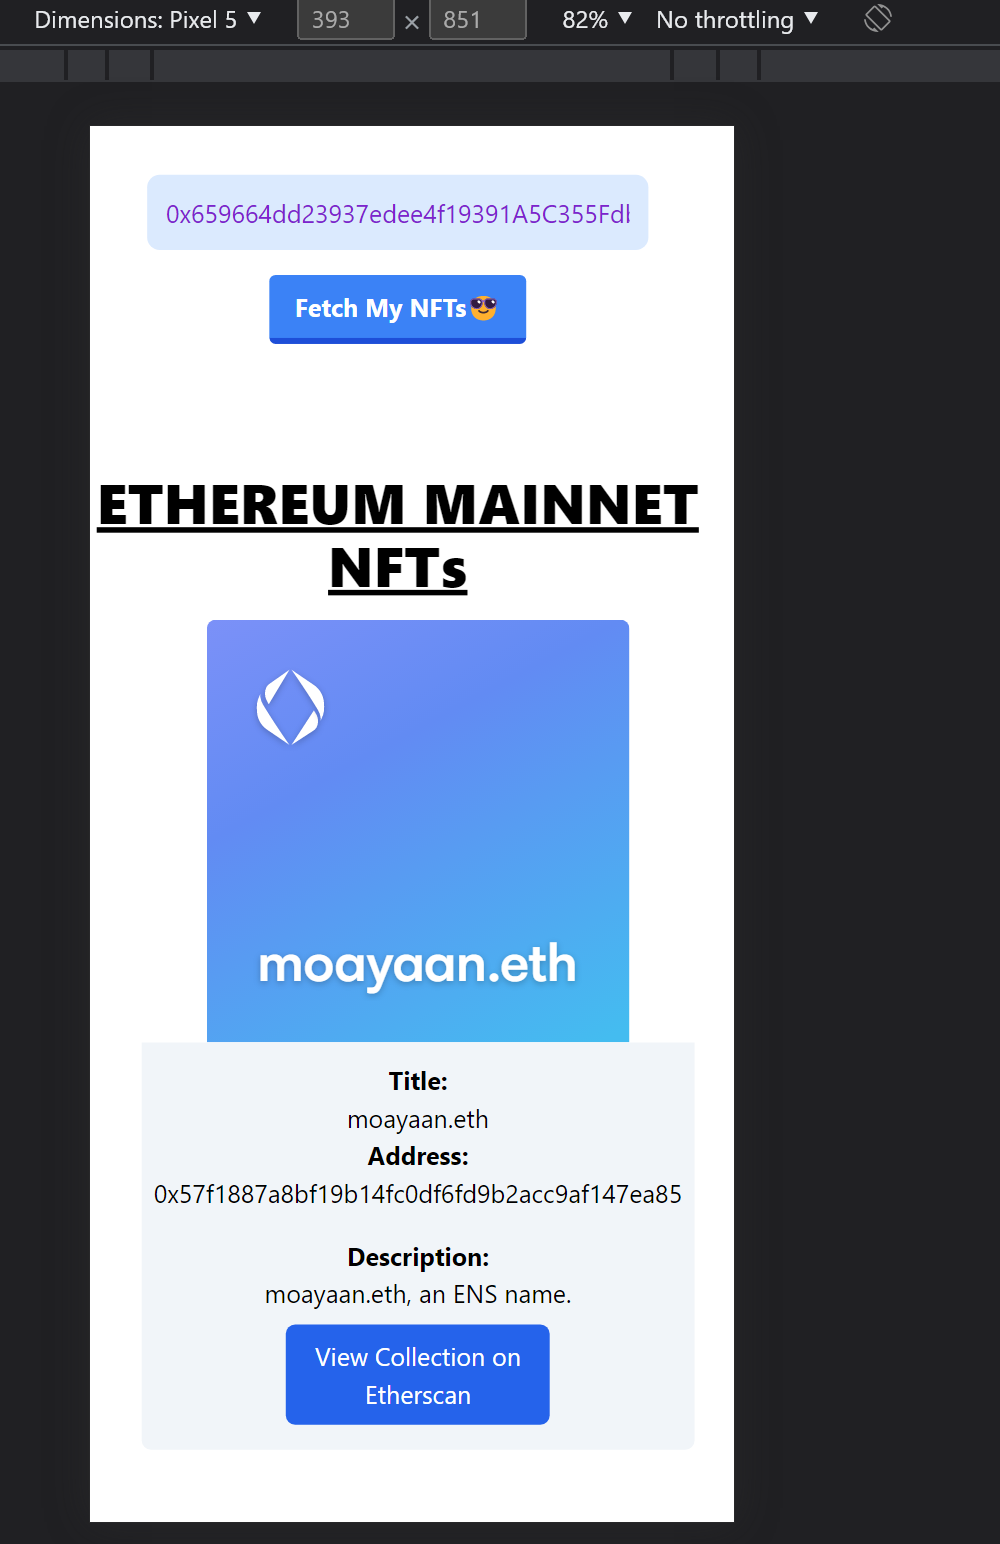 Dimensions: Pixel 5 ▼ 393 × 851 82% ▼ No throttling ▼
0x659664dd23937edee4f19391A5C355Fdb
Fetch My NFTs😎
ETHEREUM MAINNET
NFTs
moayaan.eth
Title:
moayaan.eth
Address:
0x57f1887a8bf19b14fc0df6fd9b2acc9af147ea85
Description:
moayaan.eth, an ENS name.
View Collection on
Etherscan